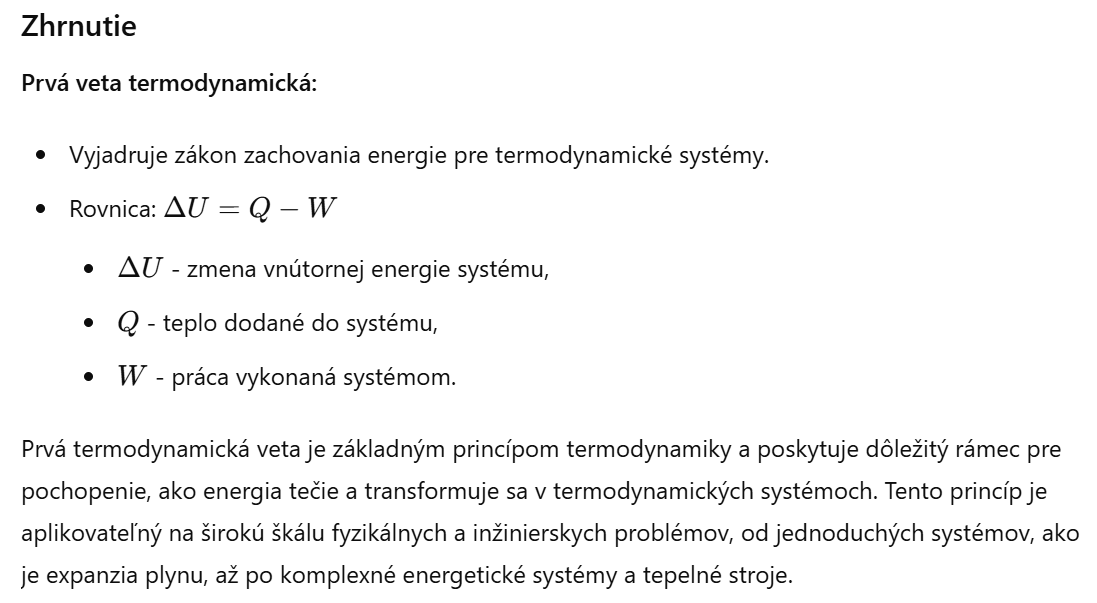 Zhrnutie
Prvá veta termodynamická:
• Vyjadruje zákon zachovania energie pre termodynamické systémy.
• Rovnica: ΔU = Q − W
• ΔU - zmena vnútornej energie systému,
• Q - teplo dodané do systému,
• W - práca vykonaná systémom.
Prvá termodynamická veta je základným princípom termodynamiky a poskytuje dôležitý rámec pre
pochopenie, ako energia tečie a transformuje sa v termodynamických systémoch. Tento princíp je
aplikovateľný na širokú škálu fyzikálnych a inžinierskych problémov, od jednoduchých systémov, ako
je expanzia plynu, až po komplexné energetické systémy a tepelné stroje.